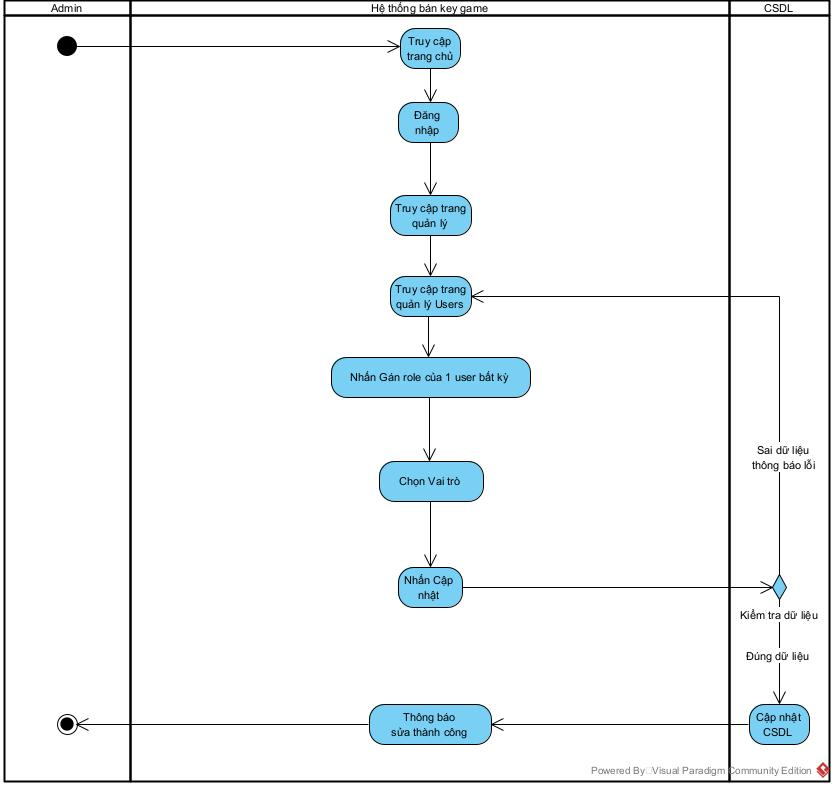 Admin
Hệ thống bán key game
CSDL
Truy cập
trang chủ
Đăng
nhập
Truy cập trang
quản lý
Truy cập trang
quản lý Users
Nhấn Gán role của 1 user bất kỳ
Sai dữ liệu
thông báo lỗi
Chọn Vai trò
Nhấn Cập
nhật
Kiểm tra dữ liệu
Đúng dữ liệu
Thông báo
sửa thành công
Cập nhật
CSDL
Powered By Visual Paradigm Community Edition